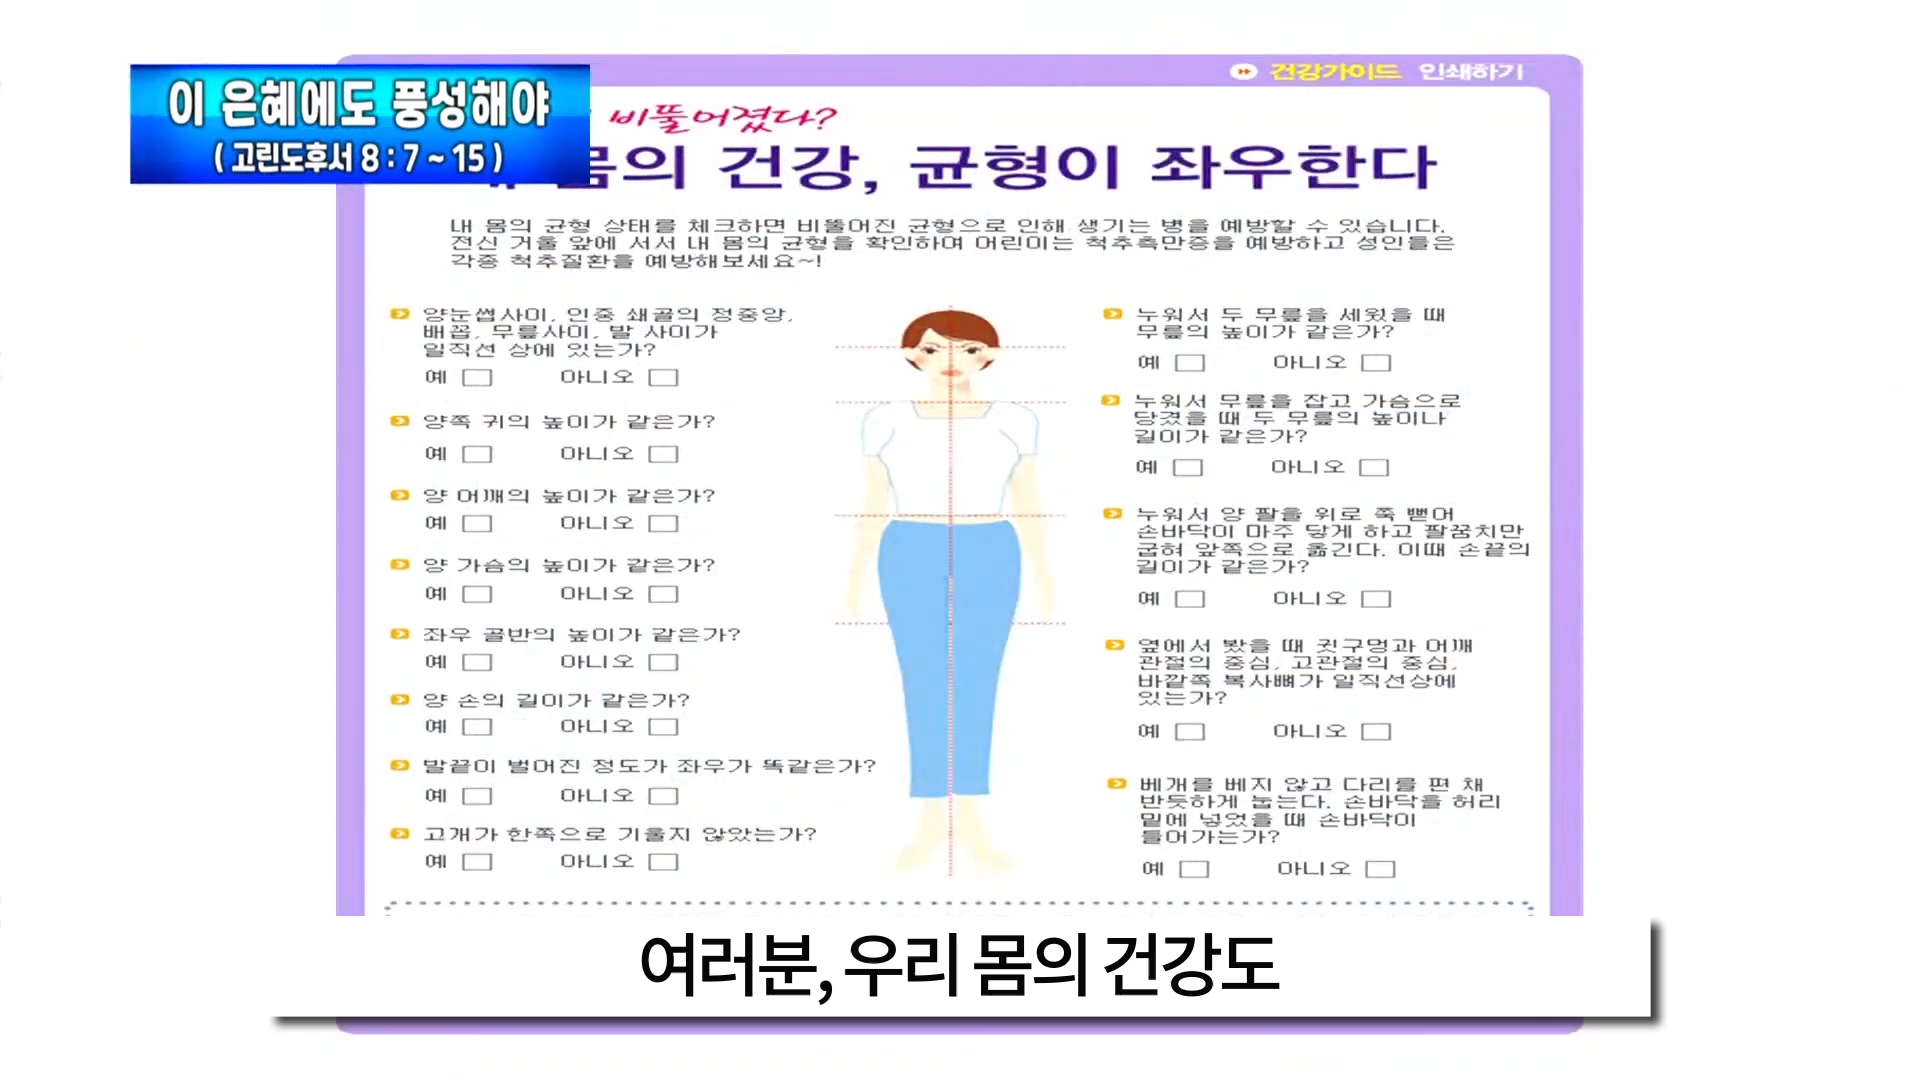 이 은혜에도 풍성해야
( 고린도후서 8 : 7 ~ 15 )
건강가이드 인쇄하기
비뚤어졌다?
몸의 건강, 균형이 좌우한다
내 몸의 균형 상태를 체크하면 비뚤어진 균형으로 인해 생기는 병을 예방할 수 있습니다.
전신 거울 앞에 서서 내 몸의 균형을 확인하여 어린이는 척추측만증을 예방하고 성인들은
각종 척추질환을 예방해보세요~!
양눈썹사이, 인중 쇄골의 정중앙,
배꼽, 무릎사이, 발 사이가
일직선 상에 있는가?
예 아니오
양쪽 귀의 높이가 같은가?
예 아니오
양 어깨의 높이가 같은가?
예 아니오
양 가슴의 높이가 같은가?
예 아니오
좌우 골반의 높이가 같은가?
예 아니오
양 손의 길이가 같은가?
예 아니오
발끝이 벌어진 정도가 좌우가 똑같은가?
예 아니오
고개가 한쪽으로 기울지 않았는가?
예 아니오
누워서 두 무릎을 세웠을 때
무릎의 높이가 같은가?
예 아니오
누워서 무릎을 잡고 가슴으로
당겼을 때 두 무릎의 높이나
길이가 같은가?
예 아니오
누워서 양 팔을 위로 쭉 뻗어
손바닥이 마주 닿게 하고 팔꿈치만
굽혀 앞쪽으로 옮긴다. 이때 손끝의
길이가 같은가?
예 아니오
옆에서 봤을 때 귓구멍과 어깨
관절의 중심, 고관절의 중심,
바깥쪽 복사뼈가 일직선상에
있는가?
예 아니오
베개를 베지 않고 다리를 편 채
반듯하게 눕는다. 손바닥을 허리
밑에 넣었을 때 손바닥이
들어가는가?
예 아니오
여러분, 우리 몸의 건강도